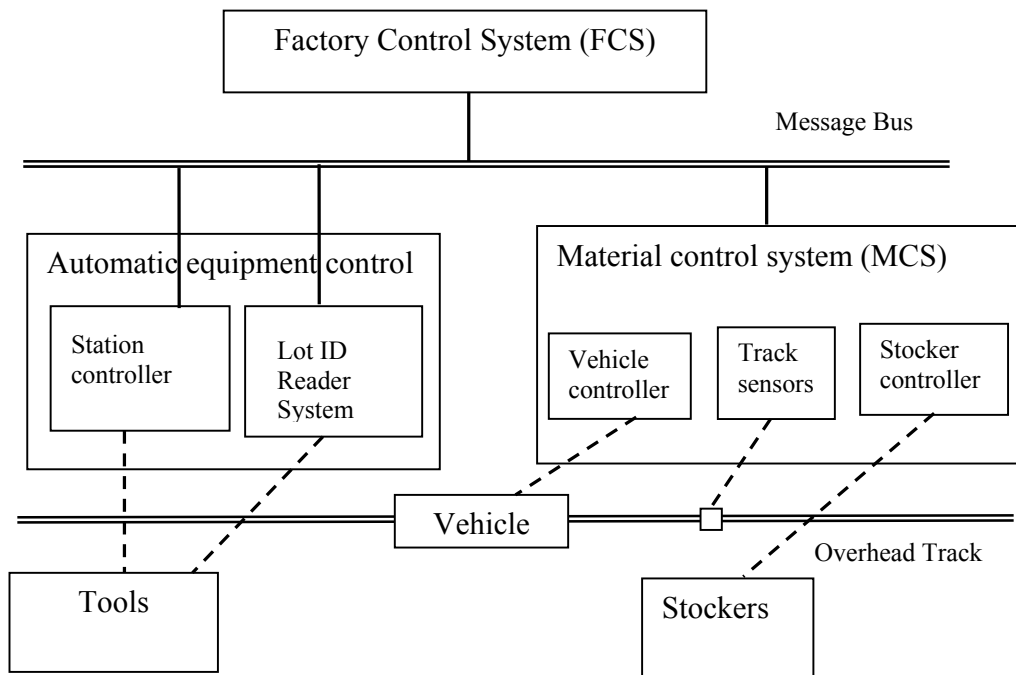 Factory Control System (FCS)
Message Bus
Automatic equipment control
Material control system (MCS)
Station
controller
Lot ID
Reader
System
Vehicle
controller
Track
sensors
Stocker
controller
Vehicle
Overhead Track
Tools
Stockers